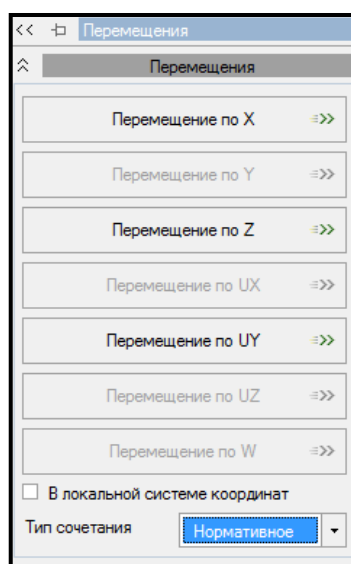 << Перемещения
Перемещения
Перемещение по X
Перемещение по Y
Перемещение по Z
Перемещение по UX
Перемещение по UY
Перемещение по UZ
Перемещение по W
В локальной системе координат
Тип сочетания Нормативное